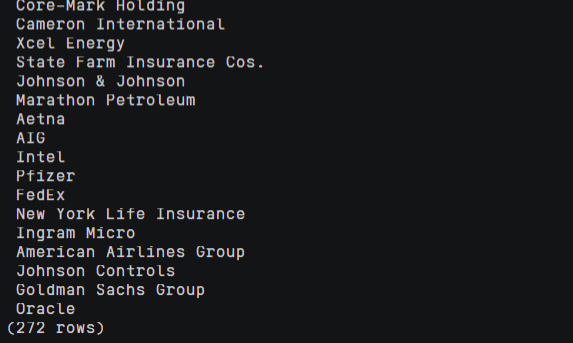 Core-Mark Holding
Cameron International
Xcel Energy
State Farm Insurance Cos.
Johnson & Johnson
Marathon Petroleum
Aetna
AIG
Intel
Pfizer
FedEx
New York Life Insurance
Ingram Micro
American Airlines Group
Johnson Controls
Goldman Sachs Group
Oracle
(272 rows)